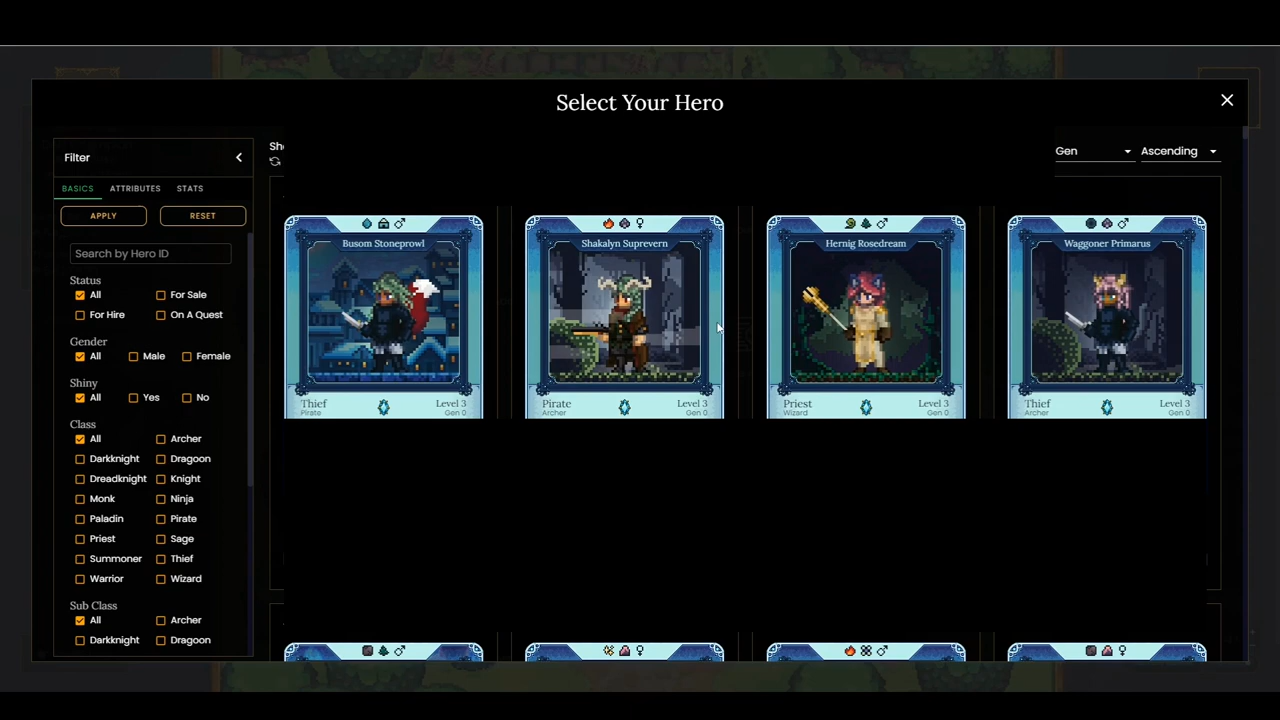 Select Your Hero
Filter
BASICS ATTRIBUTES STATS
APPLY RESET
Search by Hero ID
Status
All For Sale
For Hire On A Quest
Gender
All Male Female
Shiny
All Yes No
Class
All Archer
Darkknight Dragoon
Dreadknight Knight
Monk Ninja
Paladin Pirate
Priest Sage
Summoner Thief
Warrior Wizard
Sub Class
All Archer
Darkknight Dragoon
Gen Ascending
Busom Stoneprowl
Thief Level 3
Pirate Gen 0
Shakalyn Suprevern
Pirate Level 3
Archer Gen 0
Hernig Rosedream
Priest Level 3
Wizard Gen 0
Waggoner Primarus
Thief Level 3
Archer Gen 0